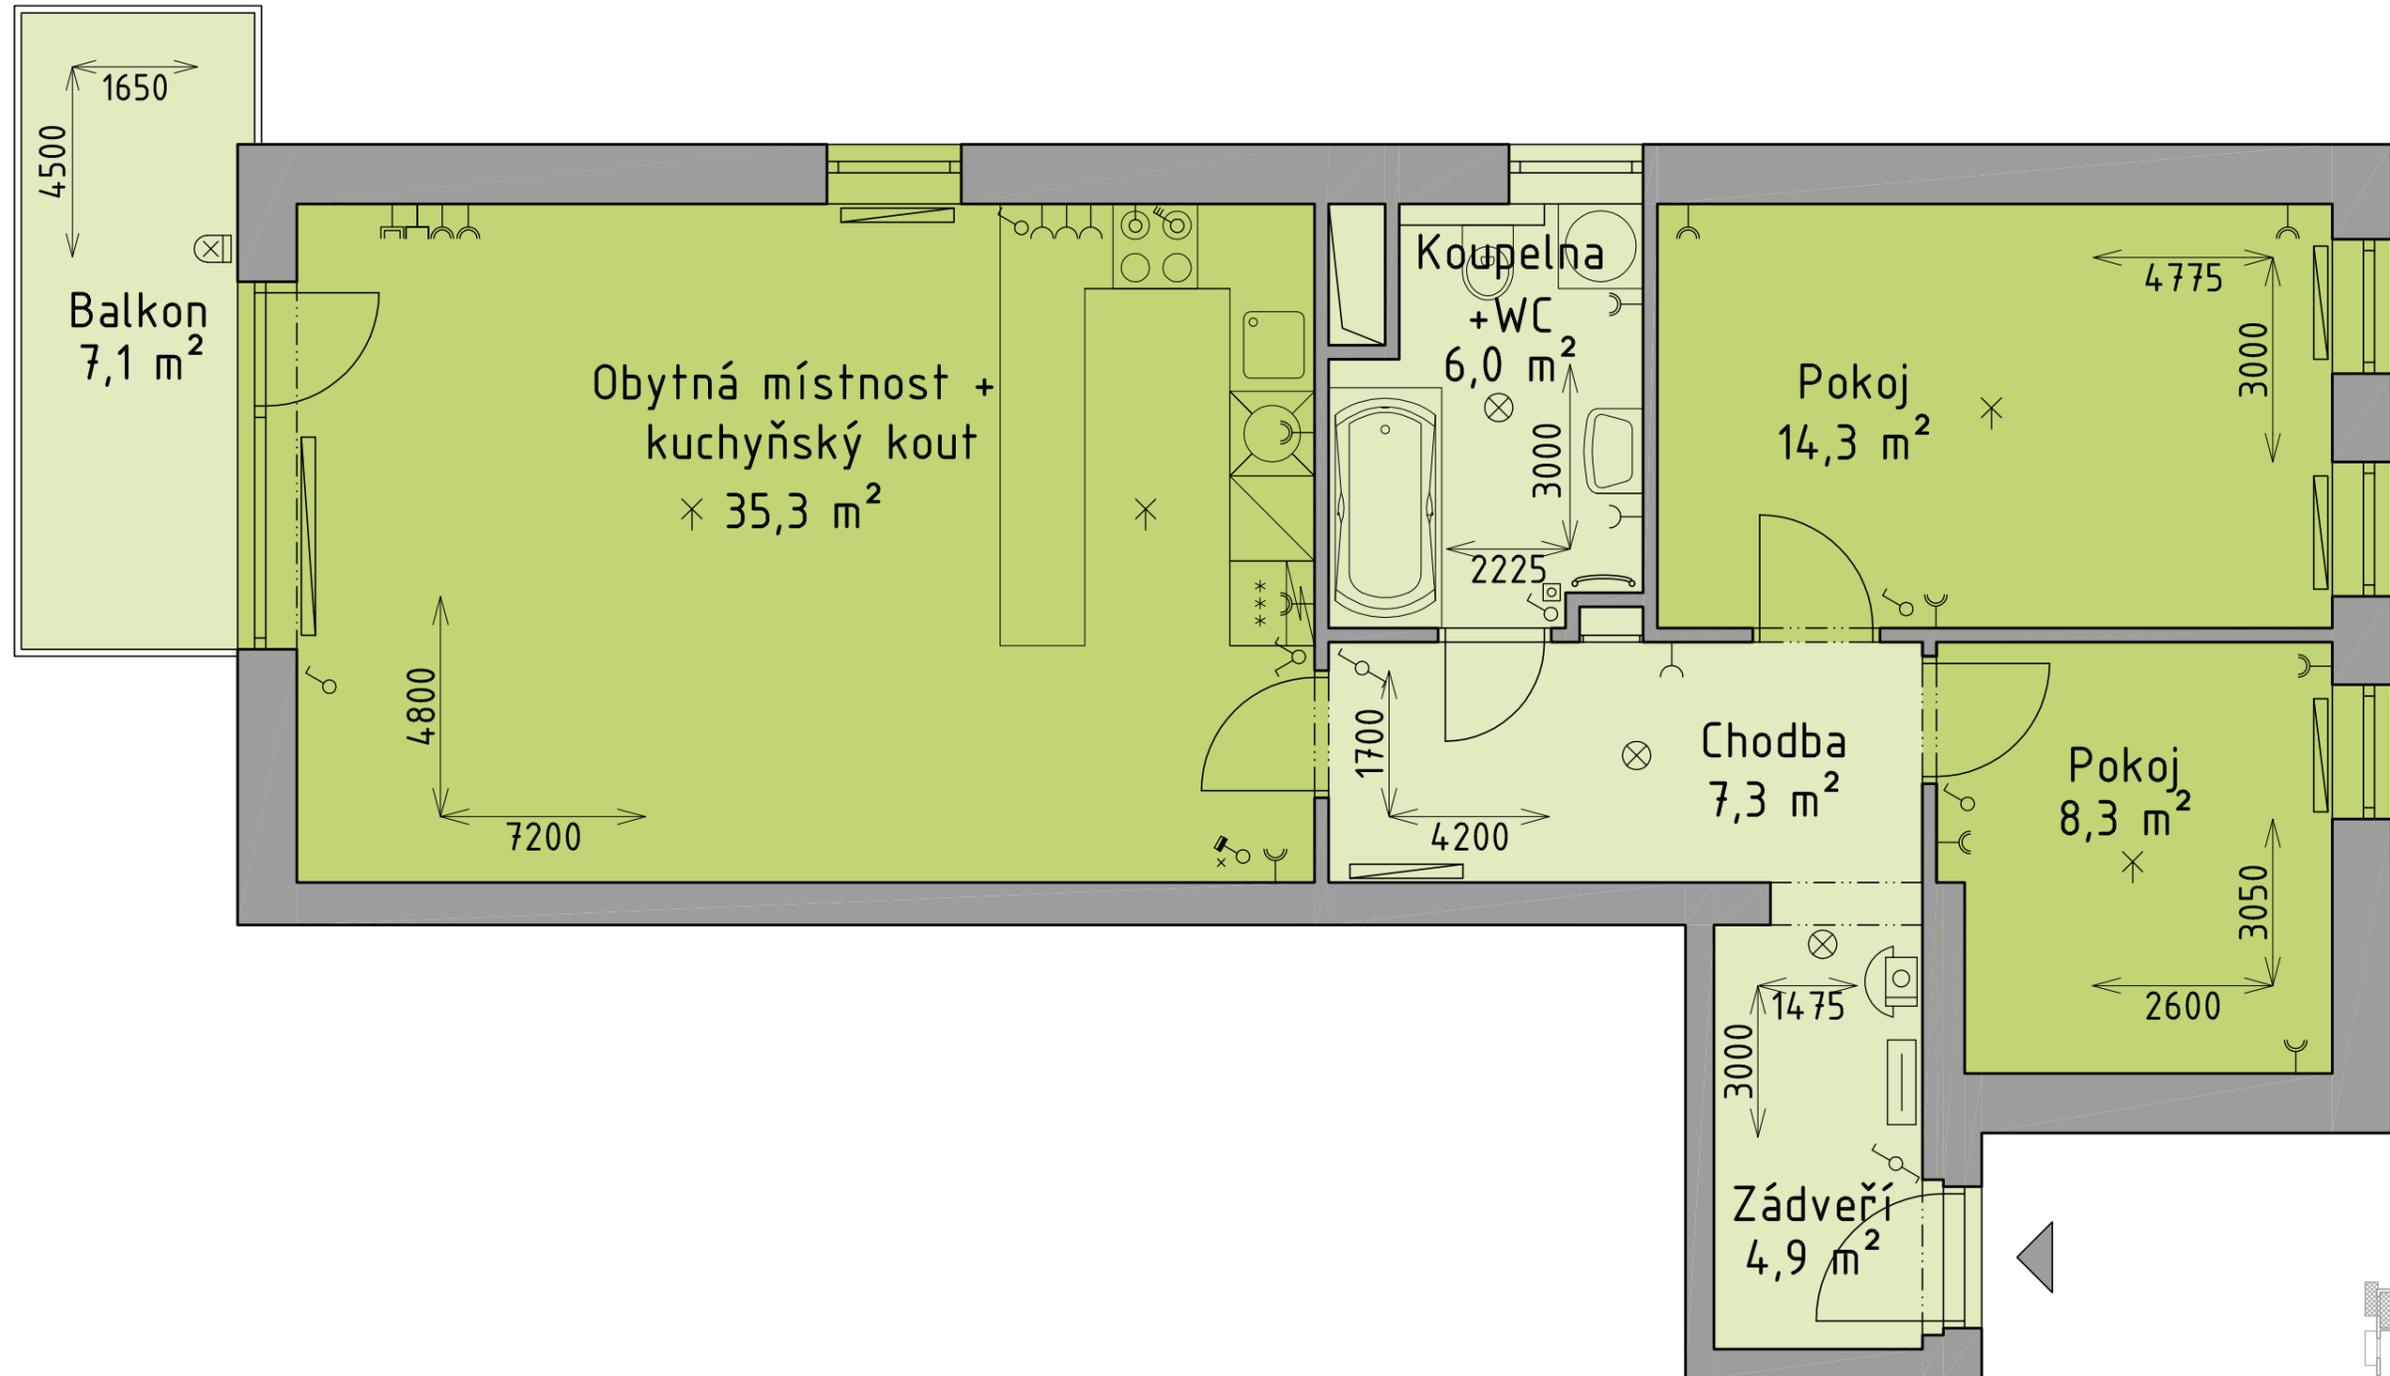 1650
4500
Balkon
7,1 m²
Obytná místnost +
kuchyňský kout
35,3 m²
4800
7200
Koupelna
+WC
6,0 m²
3000
2225
Pokoj
14,3 m²
4775
3000
1700
4200
Chodba
7,3 m²
Pokoj
8,3 m²
3050
2600
1475
3000
Zádveří
4,9 m²